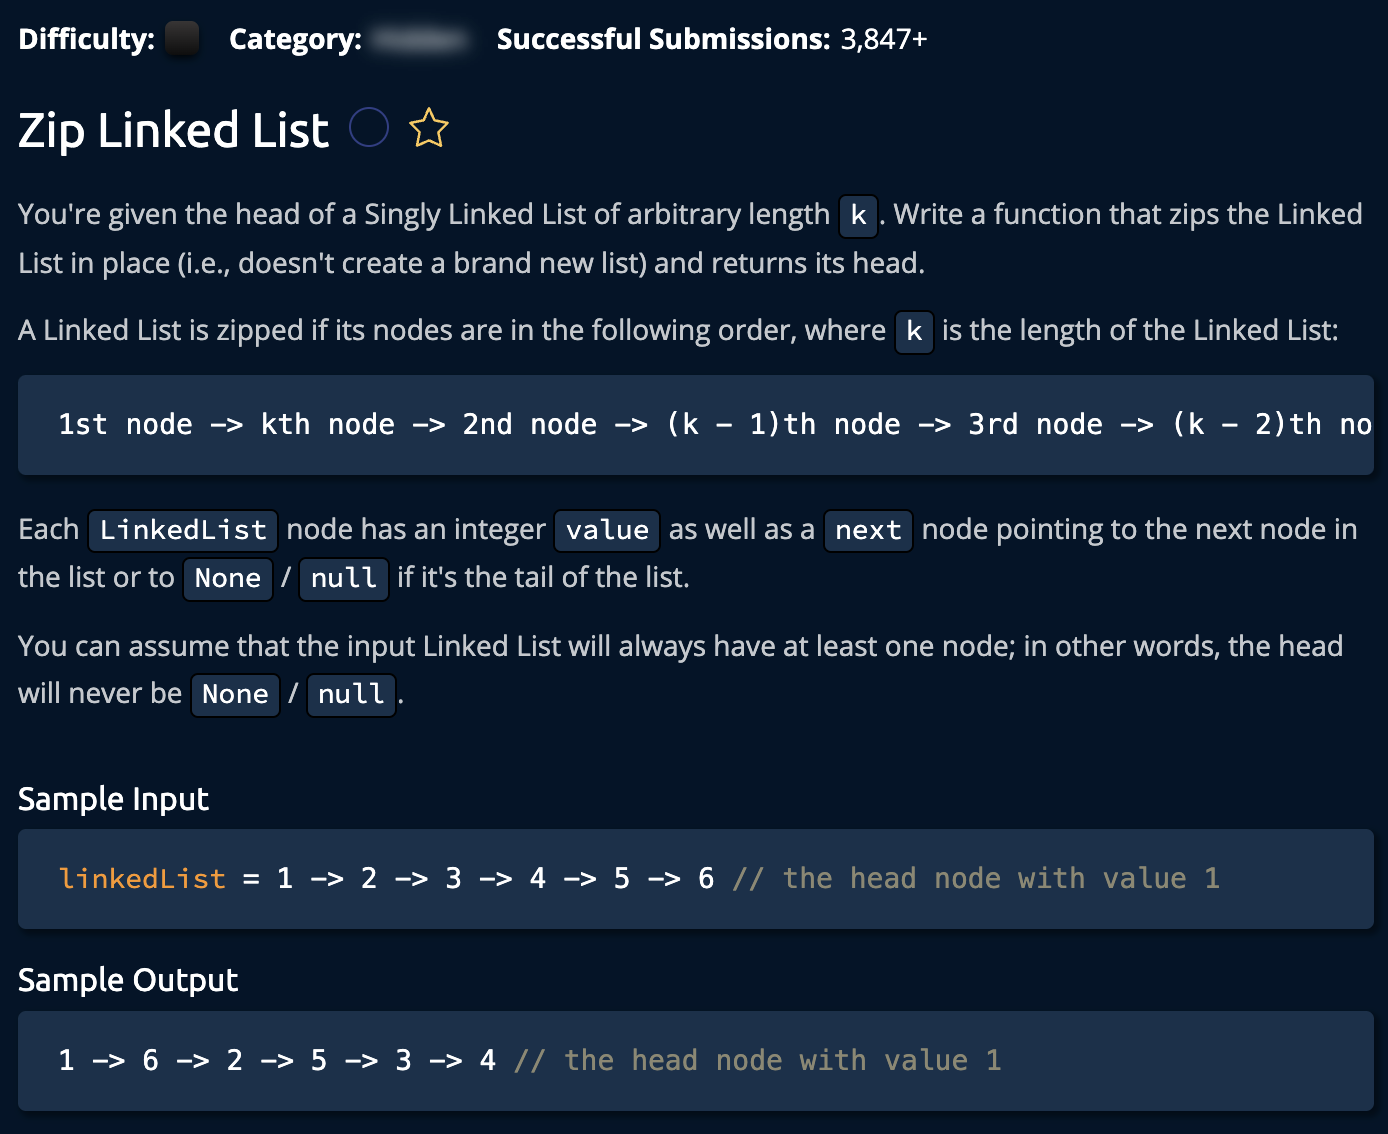 Difficulty: Category: Successful Submissions: 3,847+
Zip Linked List
You're given the head of a Singly Linked List of arbitrary length k. Write a function that zips the Linked
List in place (i.e., doesn't create a brand new list) and returns its head.
A Linked List is zipped if its nodes are in the following order, where k is the length of the Linked List:
1st node -> kth node -> 2nd node -> (k - 1)th node -> 3rd node -> (k - 2)th no
Each LinkedList node has an integer value as well as a next node pointing to the next node in
the list or to None / null if it's the tail of the list.
You can assume that the input Linked List will always have at least one node; in other words, the head
will never be None / null.
Sample Input
linkedList = 1 -> 2 -> 3 -> 4 -> 5 -> 6 // the head node with value 1
Sample Output
1 -> 6 -> 2 -> 5 -> 3 -> 4 // the head node with value 1